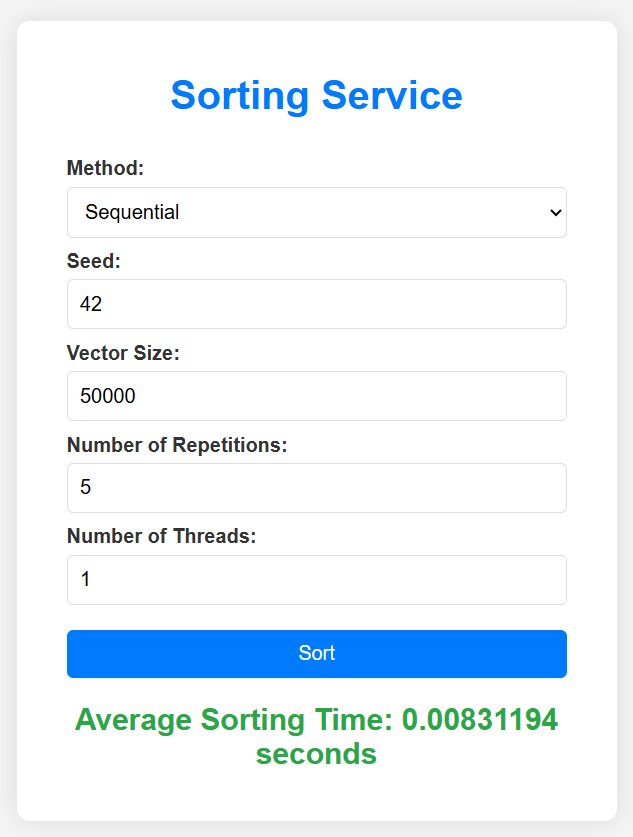 Sorting Service
Method:
Sequential
Seed:
42
Vector Size:
50000
Number of Repetitions:
5
Number of Threads:
1
Sort
Average Sorting Time: 0.00831194
seconds